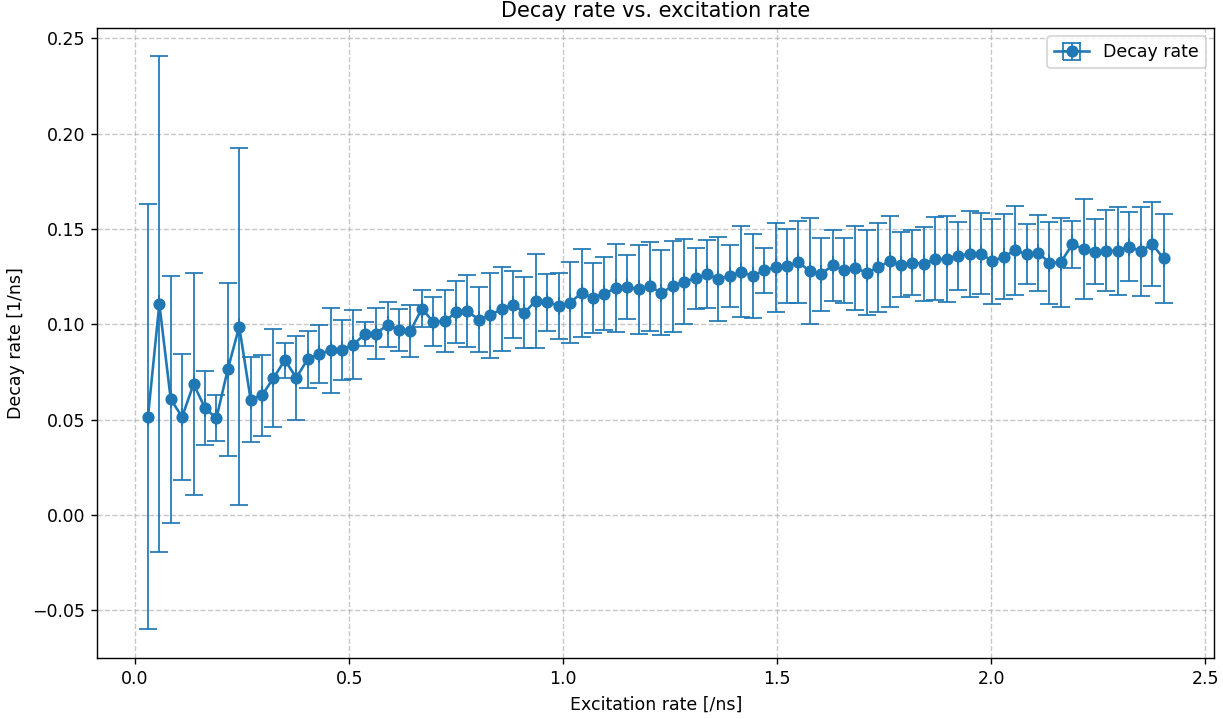 Decay rate vs. excitation rate
Decay rate
0.25
0.20
0.15
0.10
0.05
0.00
−0.05
Decay rate [1/ns]
0.0 0.5 1.0 1.5 2.0 2.5
Excitation rate [/ns]